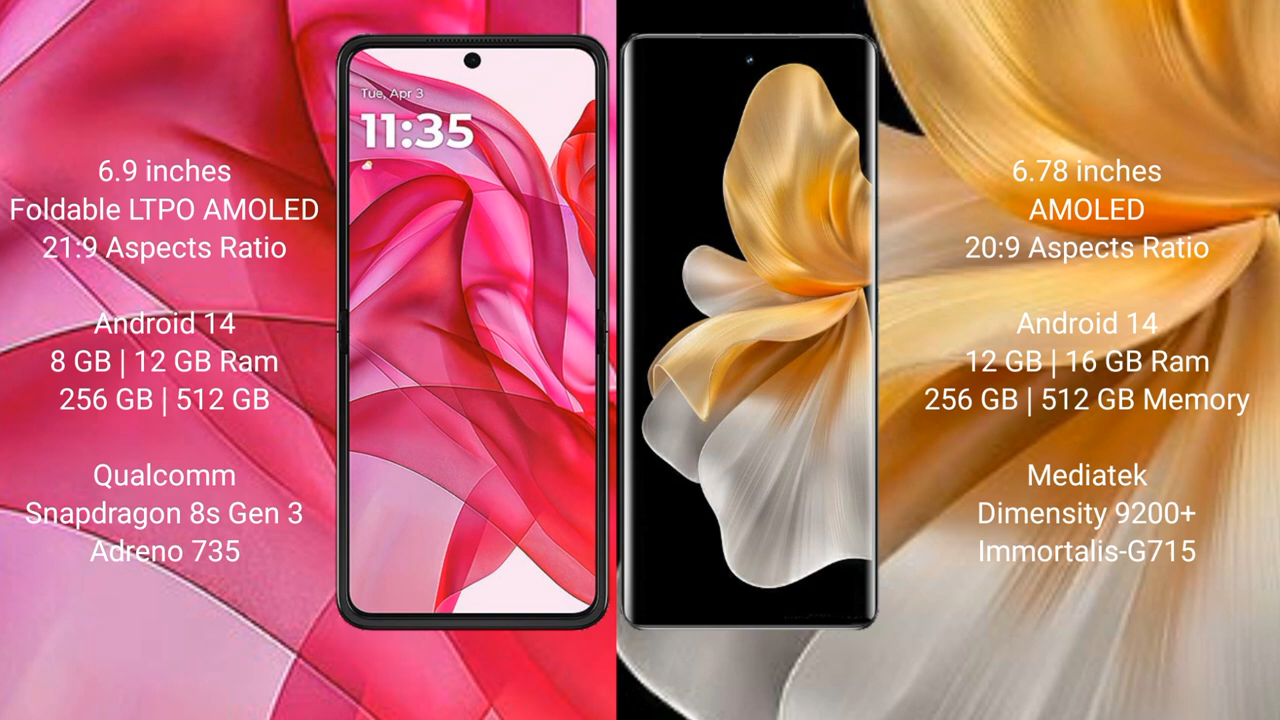 6.9 inches
Foldable LTPO AMOLED
21:9 Aspects Ratio
Android 14
8 GB | 12 GB Ram
256 GB | 512 GB
Qualcomm
Snapdragon 8s Gen 3
Adreno 735
Tue, Apr 3
11:35
6.78 inches
AMOLED
20:9 Aspects Ratio
Android 14
12 GB | 16 GB Ram
256 GB | 512 GB Memory
Mediatek
Dimensity 9200+
Immortalis-G715